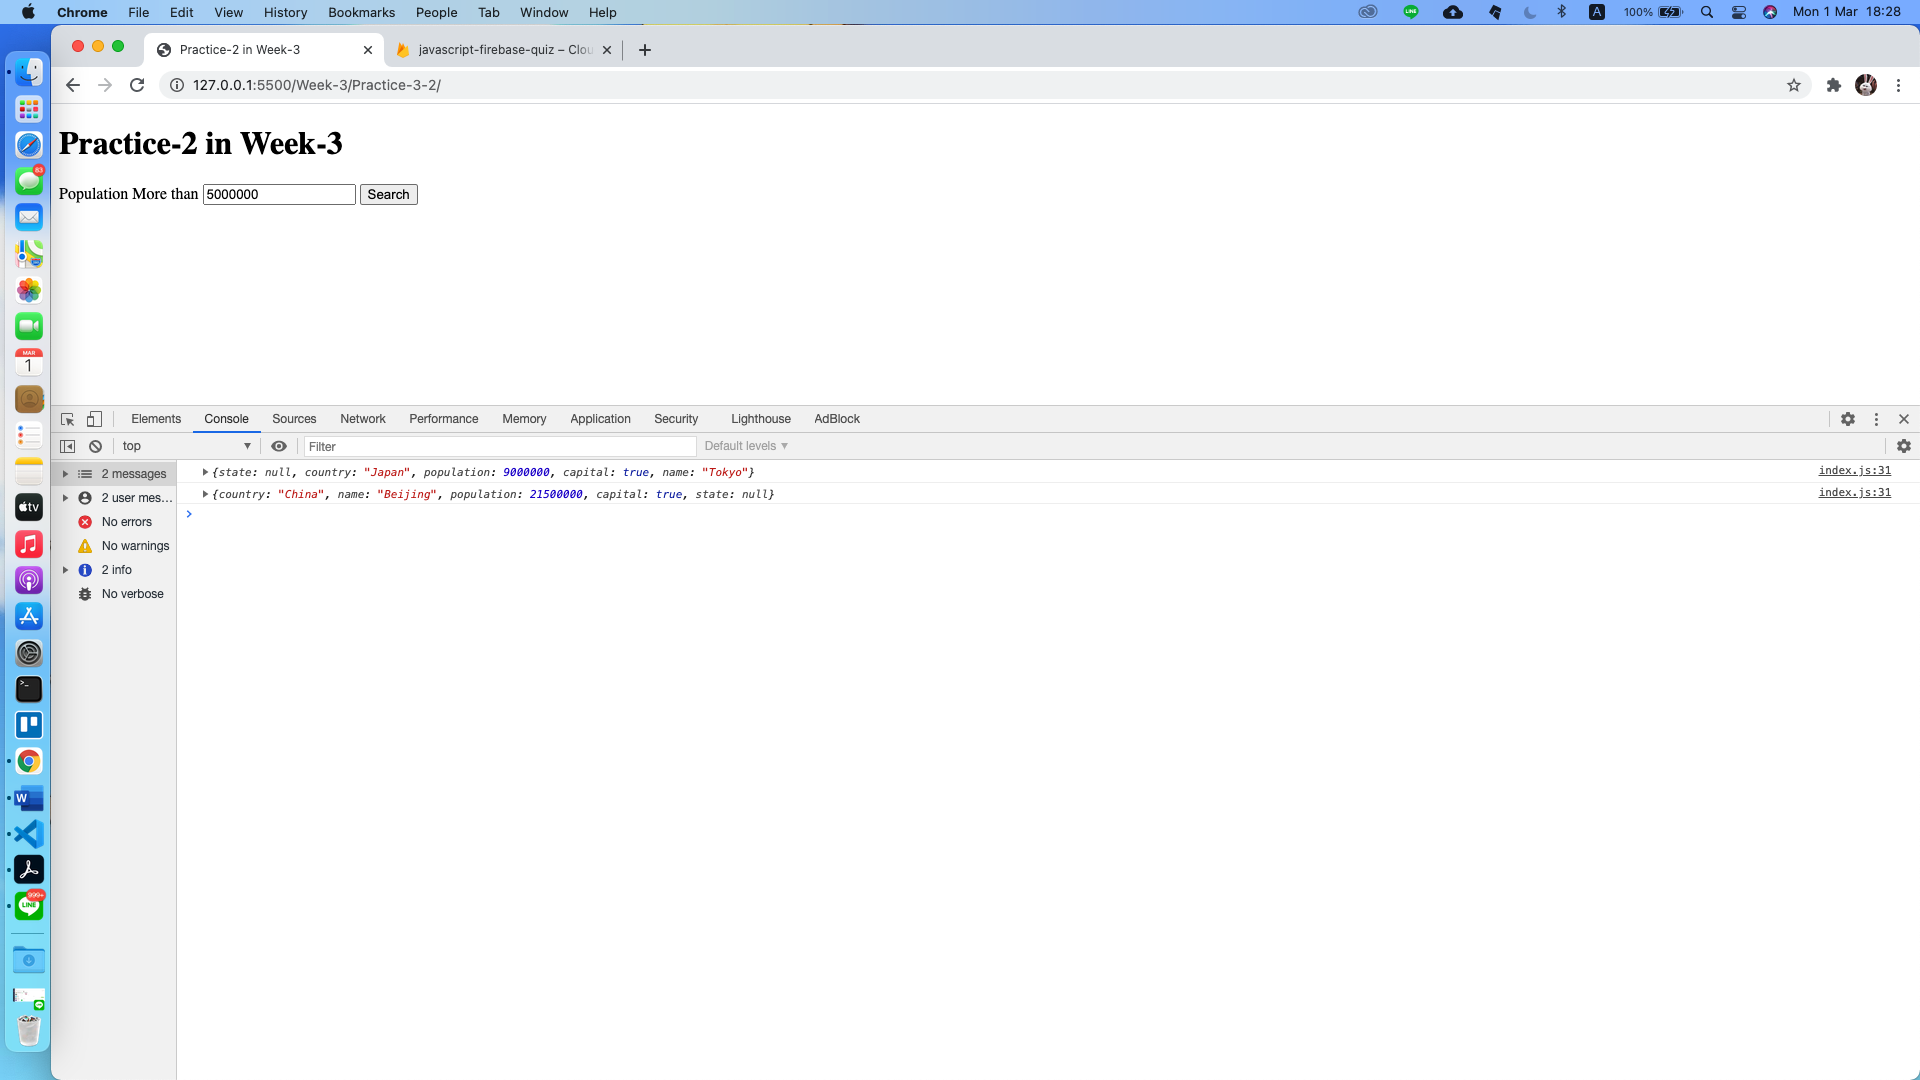 Chrome File Edit View History Bookmarks People Tab Window Help
A 100% Mon 1 Mar 18:28
Practice-2 in Week-3
javascript-firebase-quiz – Clou
127.0.0.1:5500/Week-3/Practice-3-2/
Practice-2 in Week-3
Population More than 5000000 Search
Elements Console Sources Network Performance Memory Application Security Lighthouse AdBlock
top Filter Default levels
2 messages
2 user mes...
No errors
No warnings
2 info
No verbose
{state: null, country: "Japan", population: 9000000, capital: true, name: "Tokyo"} index.js:31
{country: "China", name: "Beijing", population: 21500000, capital: true, state: null} index.js:31
83
MAR
1
tv
W
999+
LINE